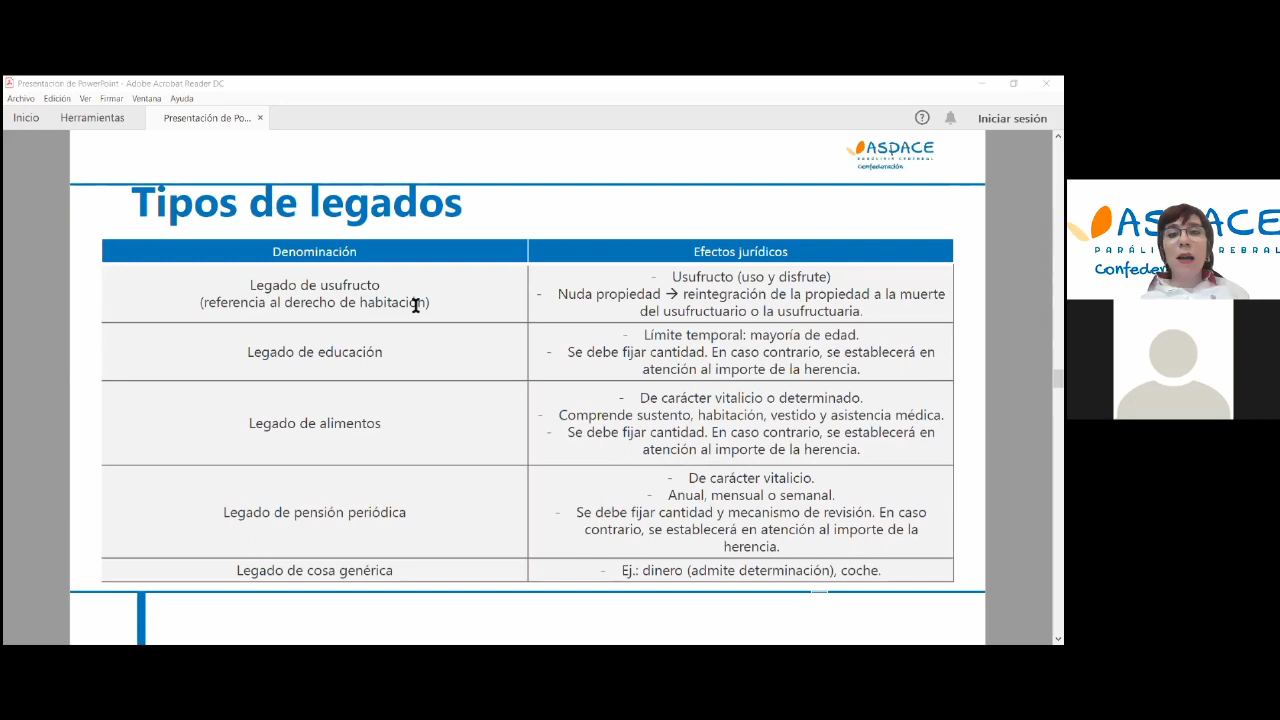 Presentación de PowerPoint - Adobe Acrobat Reader DC
Archivo Edición Ver Firmar Ventana Ayuda
Inicio Herramientas Presentación de Po... × Iniciar sesión
ASPACE
PARÁLISIS CEREBRAL
Confederación
Tipos de legados
Denominación Efectos jurídicos
Legado de usufructo
(referencia al derecho de habitación)
- Usufructo (uso y disfrute)
- Nuda propiedad → reintegración de la propiedad a la muerte
del usufructuario o la usufructuaria.
Legado de educación
- Límite temporal: mayoría de edad.
- Se debe fijar cantidad. En caso contrario, se establecerá en
atención al importe de la herencia.
Legado de alimentos
- De carácter vitalicio o determinado.
- Comprende sustento, habitación, vestido y asistencia médica.
- Se debe fijar cantidad. En caso contrario, se establecerá en
atención al importe de la herencia.
Legado de pensión periódica
- De carácter vitalicio.
- Anual, mensual o semanal.
- Se debe fijar cantidad y mecanismo de revisión. En caso
contrario, se establecerá en atención al importe de la
herencia.
Legado de cosa genérica
- Ej.: dinero (admite determinación), coche.